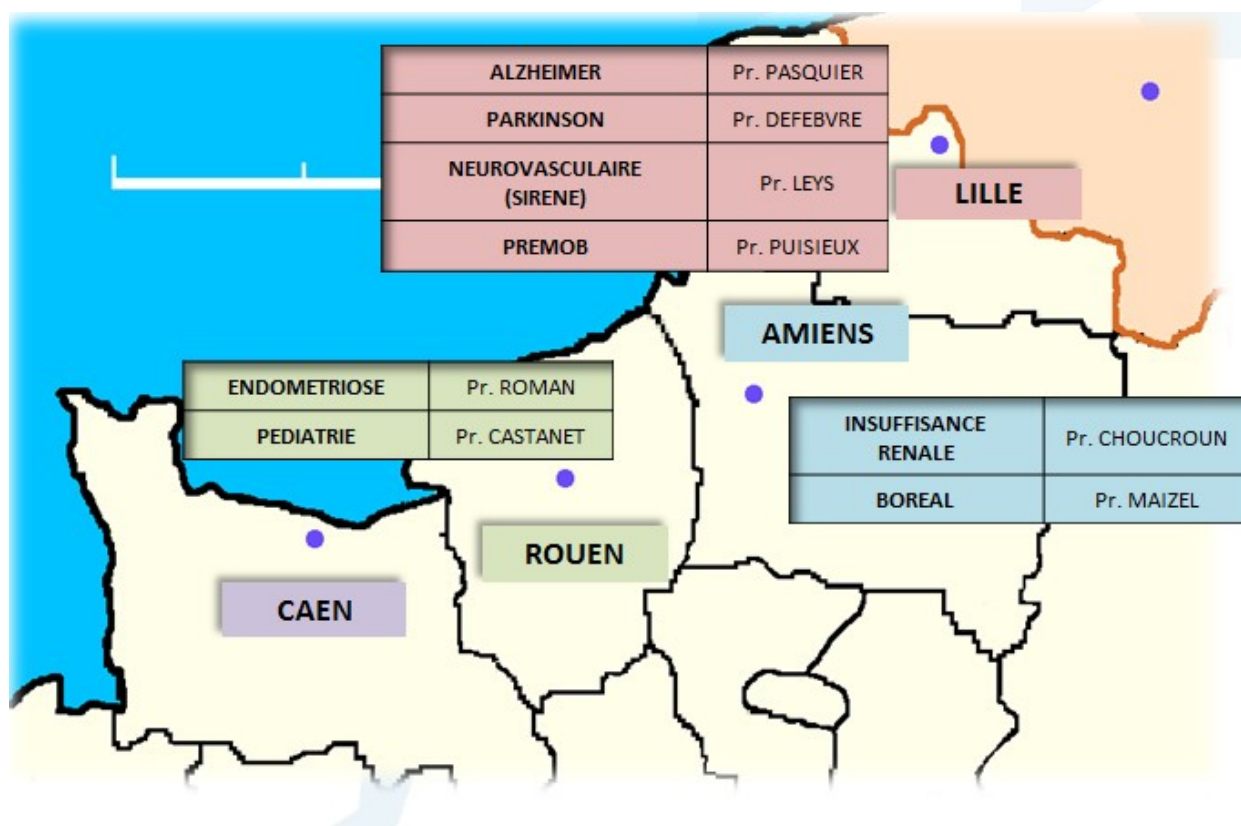 ALZHEIMER Pr. PASQUIER
PARKINSON Pr. DEFEBVRE
NEUROVASCULAIRE
(SIRENE) Pr. LEYS
PREMOB Pr. PUISIEUX
LILLE
AMIENS
ENDOMETRIOSE Pr. ROMAN
PEDIATRIE Pr. CASTANET
INSUFFISANCE
RENALE Pr. CHOUCROUN
BOREAL Pr. MAIZEL
ROUEN
CAEN